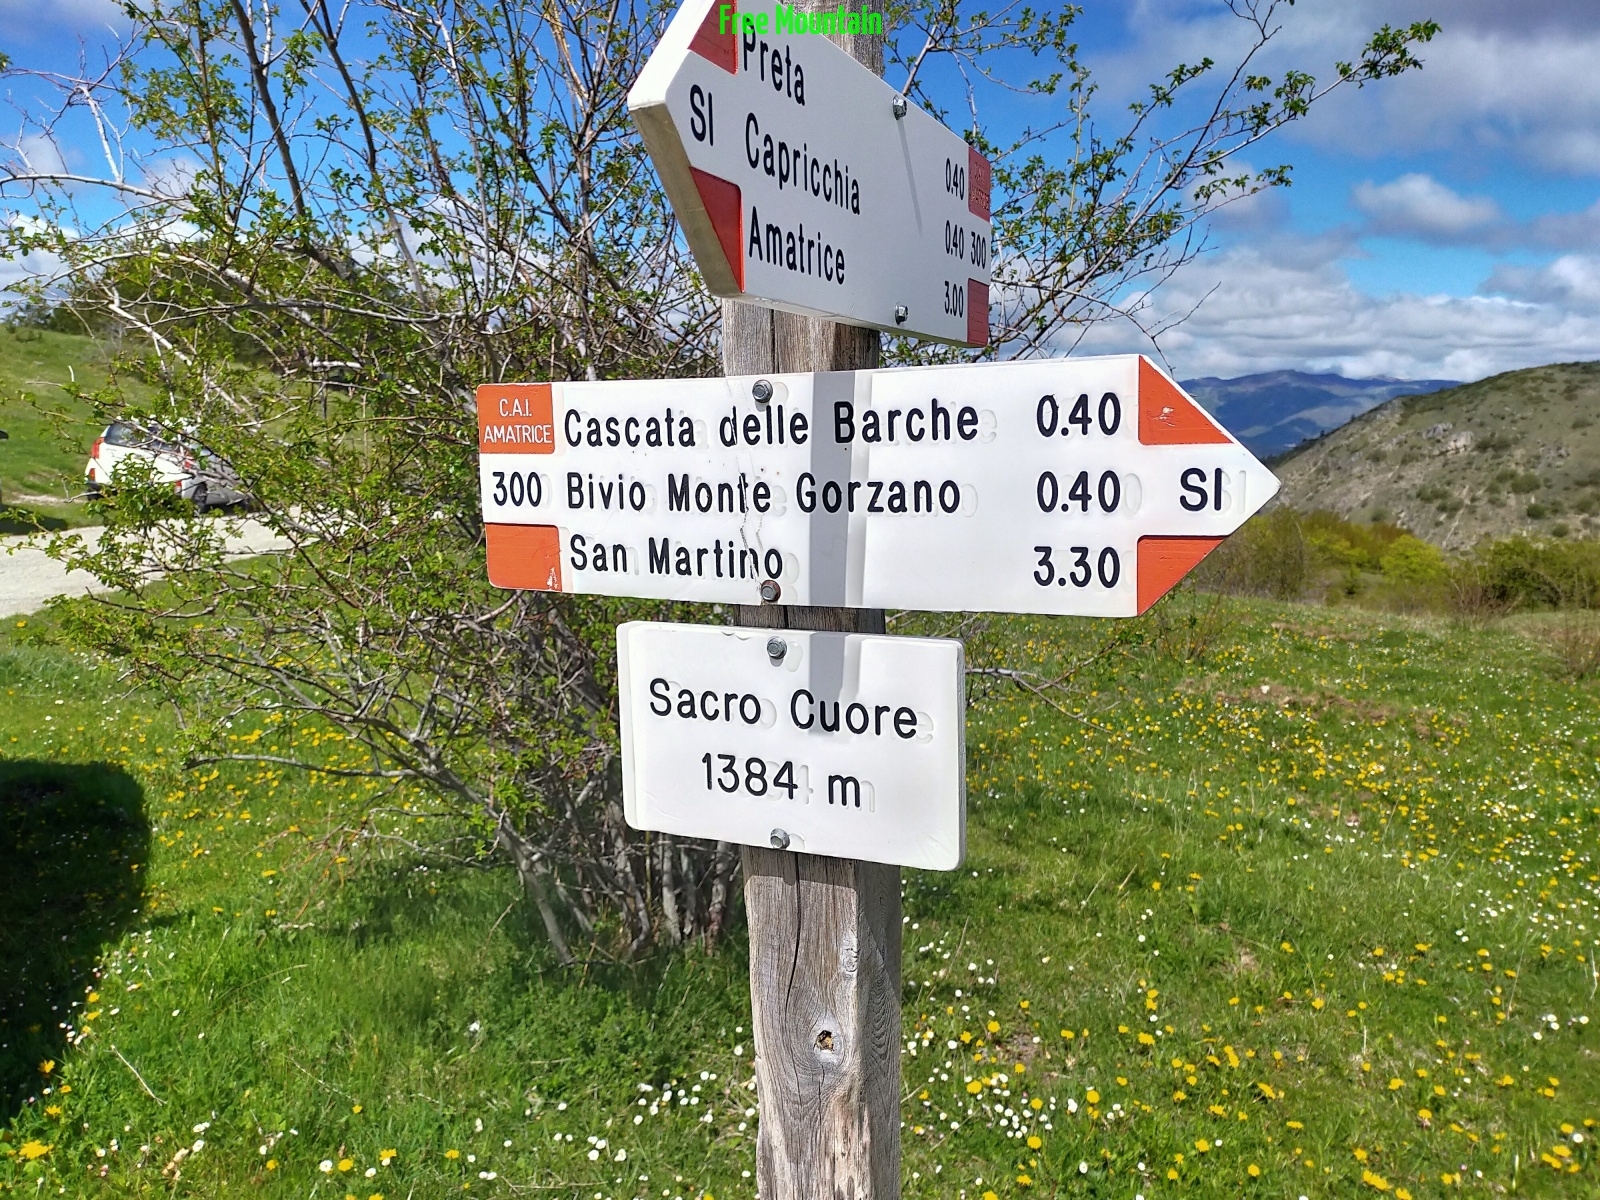 Free Mountain
Preta
SI Capricchia 0.40
Amatrice 0.40 300
3.00
C.A.I.
AMATRICE
Cascata delle Barche 0.40
300 Bivio Monte Gorzano 0.40 SI
San Martino 3.30
Sacro Cuore
1384 m